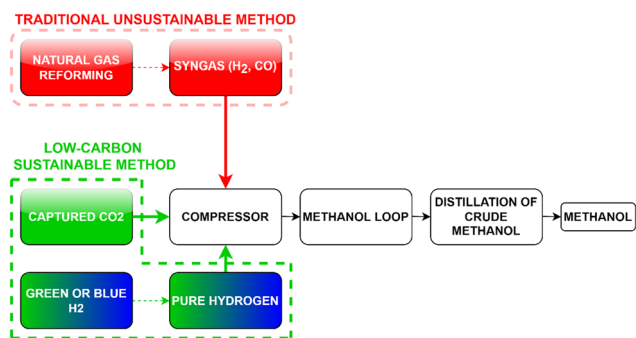 TRADITIONAL UNSUSTAINABLE METHOD
NATURAL GAS
REFORMING
SYNGAS (H₂, CO)
LOW-CARBON
SUSTAINABLE METHOD
CAPTURED CO2
COMPRESSOR
METHANOL LOOP
DISTILLATION OF
CRUDE
METHANOL
METHANOL
GREEN OR BLUE
H2
PURE HYDROGEN